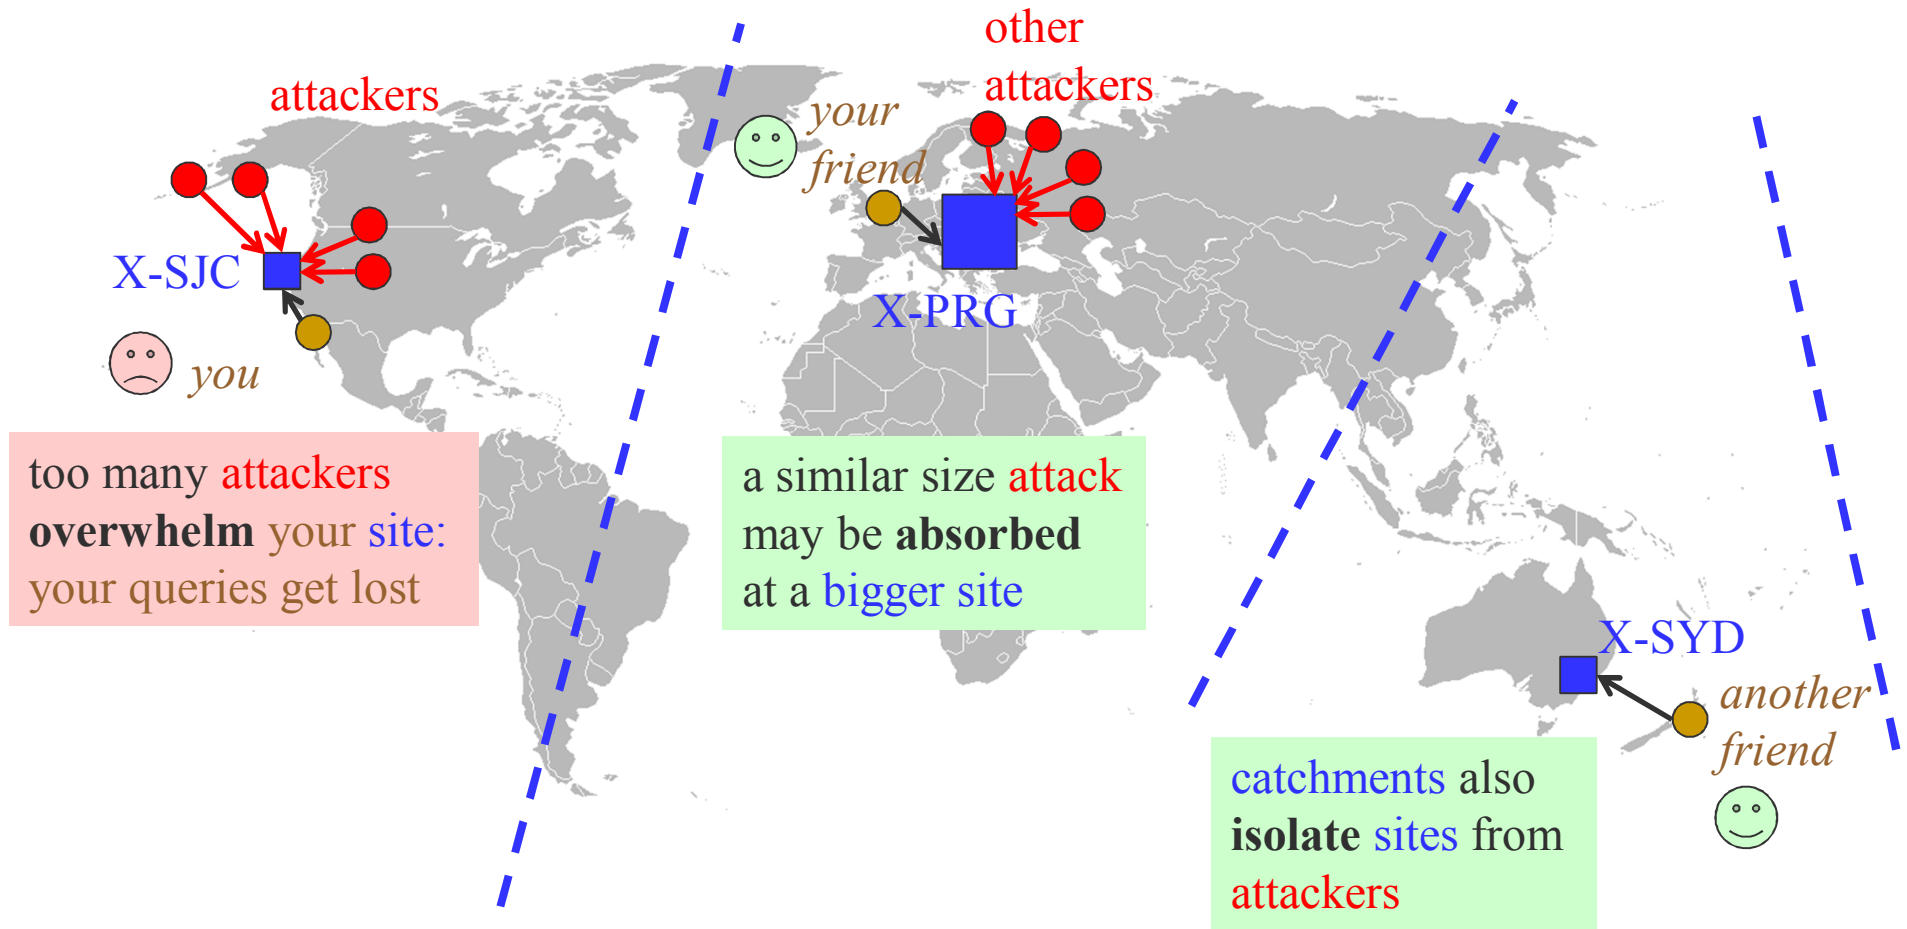 other
attackers
attackers
your
friend
X-SJC
X-PRG
you
too many attackers
overwhelm your site:
your queries get lost
a similar size attack
may be absorbed
at a bigger site
X-SYD
another
friend
catchments also
isolate sites from
attackers